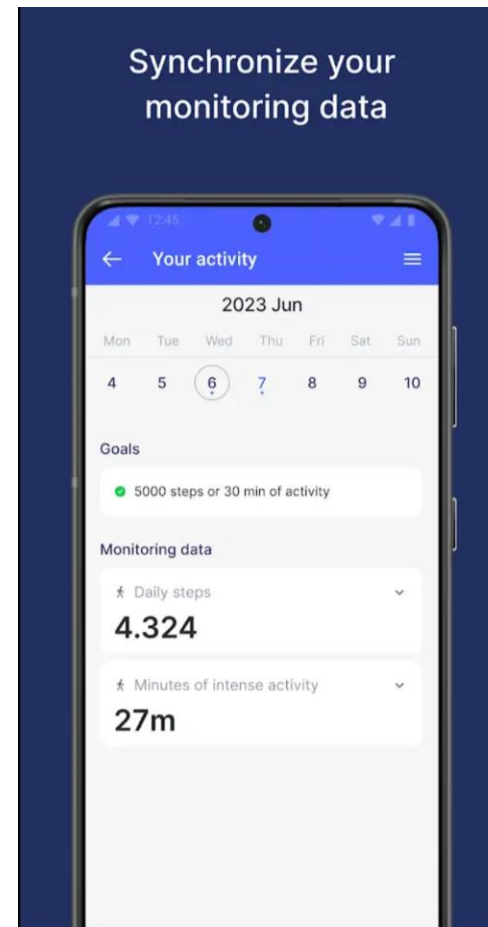 Synchronize your
monitoring data
12:45
Your activity
2023 Jun
Mon Tue Wed Thu Fri Sat Sun
4 5 6 7 8 9 10
Goals
5000 steps or 30 min of activity
Monitoring data
Daily steps
4.324
Minutes of intense activity
27m